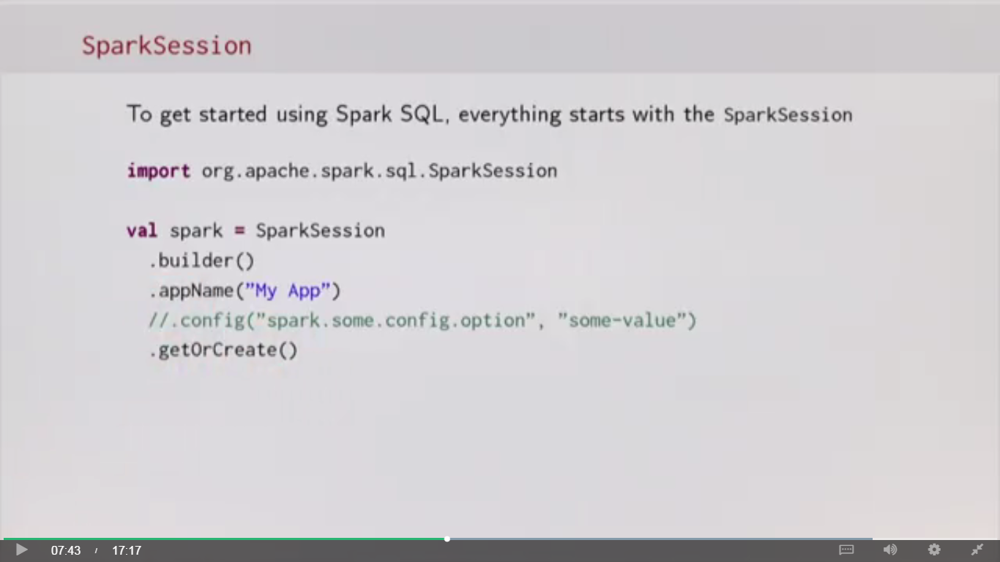 SparkSession
To get started using Spark SQL, everything starts with the SparkSession
import org.apache.spark.sql.SparkSession
val spark = SparkSession
.builder()
.appName("My App")
//.config("spark.some.config.option", "some-value")
.getOrCreate()
07:43 / 17:17